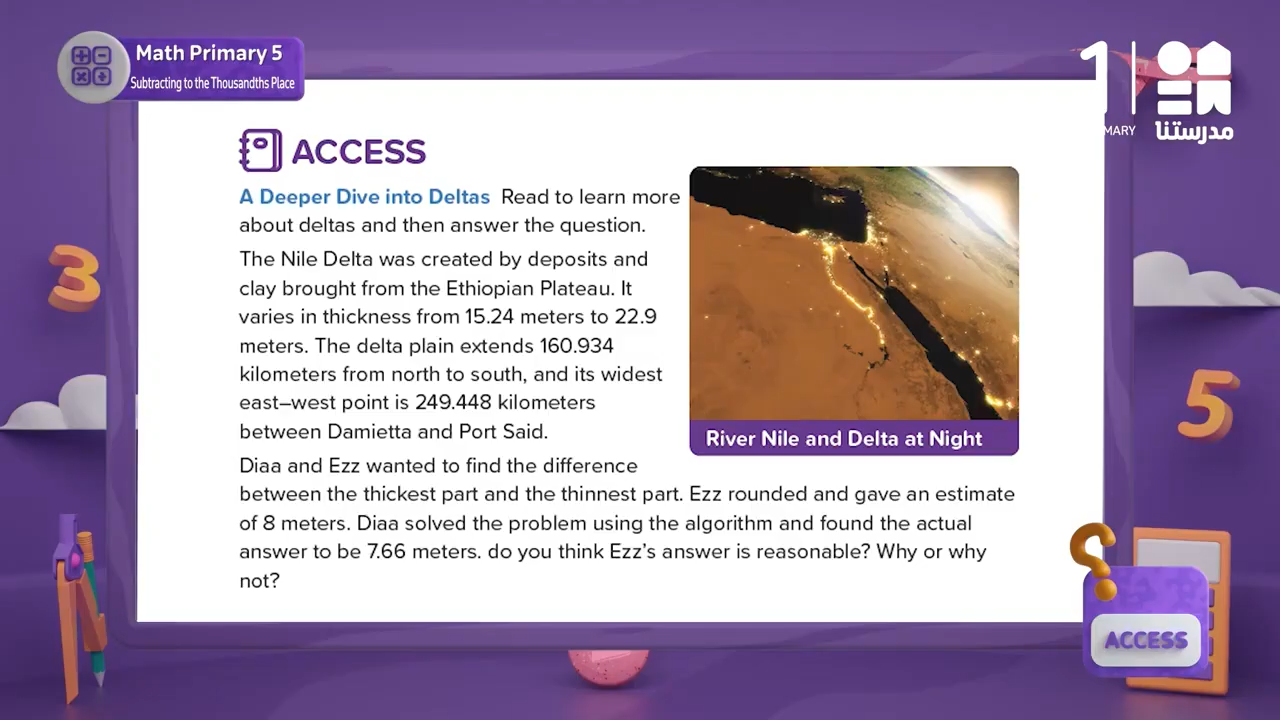 Math Primary 5
Subtracting to the Thousandths Place
1
MARY
مدرستنا
ACCESS
A Deeper Dive into Deltas Read to learn more
about deltas and then answer the question.
The Nile Delta was created by deposits and
clay brought from the Ethiopian Plateau. It
varies in thickness from 15.24 meters to 22.9
meters. The delta plain extends 160.934
kilometers from north to south, and its widest
east–west point is 249.448 kilometers
between Damietta and Port Said.
River Nile and Delta at Night
Diaa and Ezz wanted to find the difference
between the thickest part and the thinnest part. Ezz rounded and gave an estimate
of 8 meters. Diaa solved the problem using the algorithm and found the actual
answer to be 7.66 meters. do you think Ezz's answer is reasonable? Why or why
not?
3
5
?
ACCESS